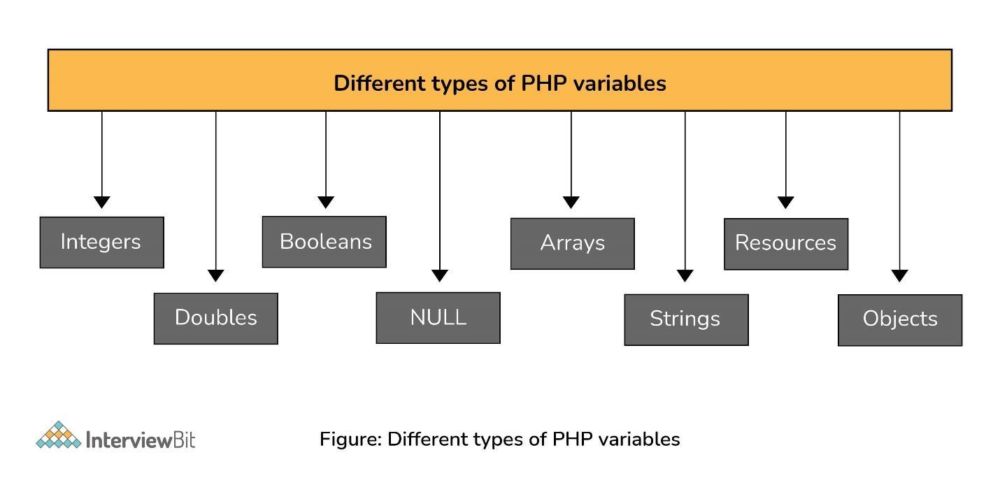 Different types of PHP variables
Integers
Booleans
Arrays
Resources
Doubles
NULL
Strings
Objects
InterviewBit
Figure: Different types of PHP variables